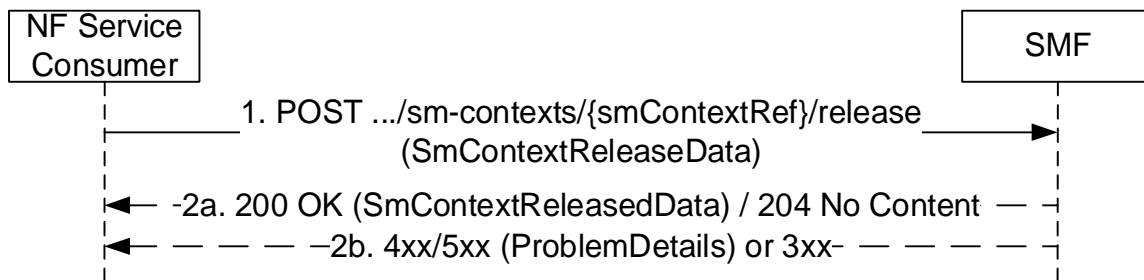 NF Service
Consumer
SMF
1. POST .../sm-contexts/{smContextRef}/release
(SmContextReleaseData)
2a. 200 OK (SmContextReleasedData) / 204 No Content
2b. 4xx/5xx (ProblemDetails) or 3xx